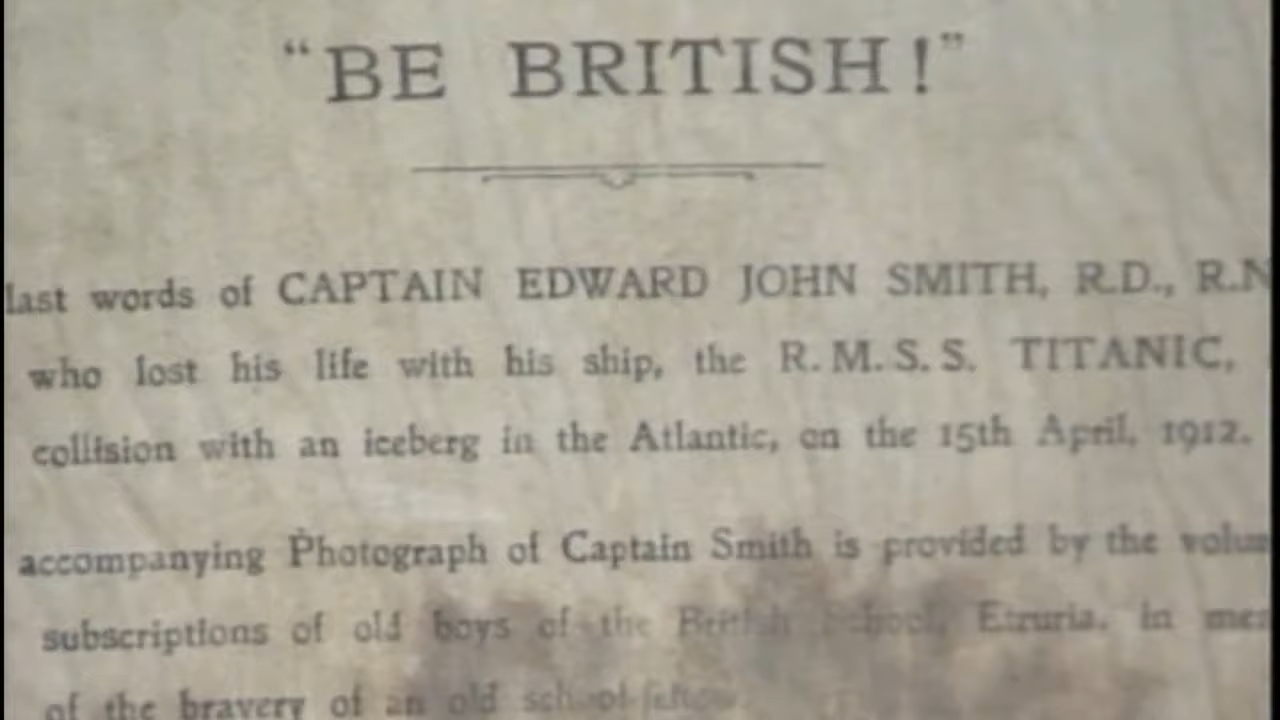 "BE BRITISH!"
last words of CAPTAIN EDWARD JOHN SMITH, R.D., R.N
who lost his life with his ship, the R.M.S.S. TITANIC,
collision with an iceberg in the Atlantic, on the 15th April, 1912.
accompanying Photograph of Captain Smith is provided by the volun
subscriptions of old boys of the British School, Etruria, in mem
of the bravery of an old school-fellow.